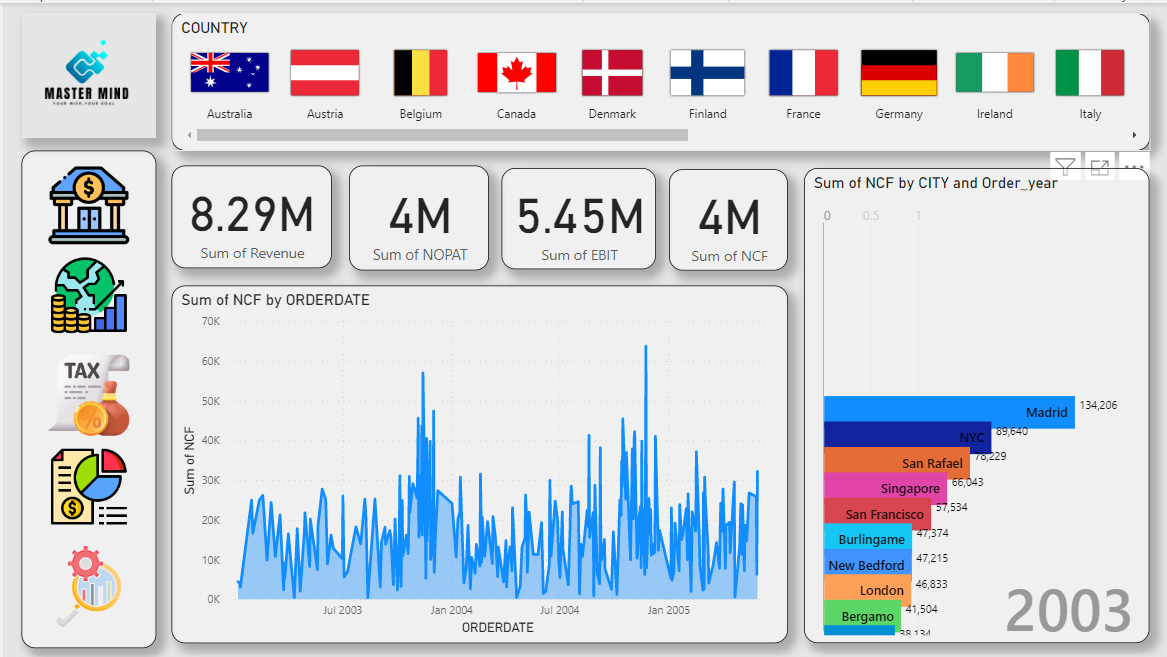 MASTER MIND
YOUR WISH, YOUR GOAL
COUNTRY
Australia
Austria
Belgium
Canada
Denmark
Finland
France
Germany
Ireland
Italy
TAX
%
$
$
8.29M
Sum of Revenue
4M
Sum of NOPAT
5.45M
Sum of EBIT
4M
Sum of NCF
Sum of NCF by ORDERDATE
Sum of NCF
70K
60K
50K
40K
30K
20K
10K
0K
Jul 2003
Jan 2004
Jul 2004
Jan 2005
ORDERDATE
Sum of NCF by CITY and Order_year
0
0.5
1
Madrid
134,206
NYC
89,640
San Rafael
78,229
Singapore
66,043
San Francisco
57,534
Burlingame
47,374
New Bedford
47,215
London
46,833
Bergamo
41,504
38,134
2003